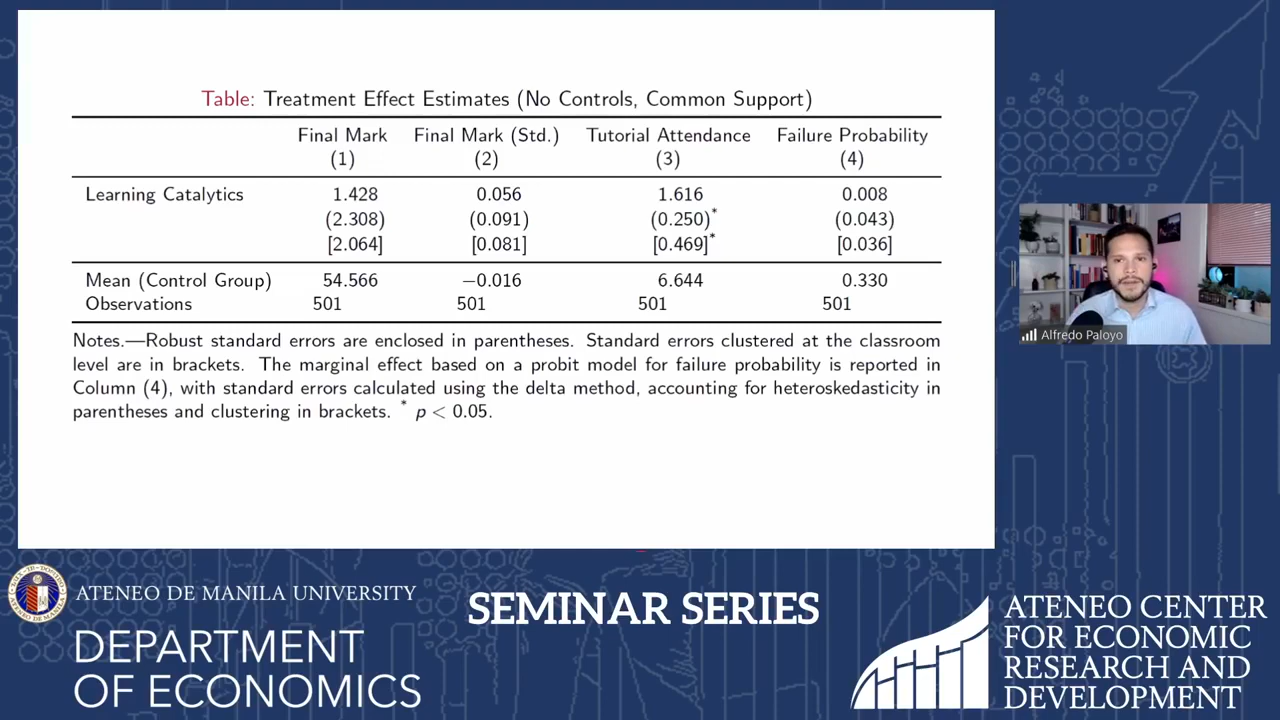 Table: Treatment Effect Estimates (No Controls, Common Support)
Final Mark Final Mark (Std.) Tutorial Attendance Failure Probability
(1) (2) (3) (4)
Learning Catalytics 1.428 0.056 1.616 0.008
(2.308) (0.091) (0.250)* (0.043)
[2.064] [0.081] [0.469]* [0.036]
Mean (Control Group) 54.566 −0.016 6.644 0.330
Observations 501 501 501 501
Notes.—Robust standard errors are enclosed in parentheses. Standard errors clustered at the classroom
level are in brackets. The marginal effect based on a probit model for failure probability is reported in
Column (4), with standard errors calculated using the delta method, accounting for heteroskedasticity in
parentheses and clustering in brackets. * p < 0.05.
Alfredo Paloyo
ATENEO DE MANILA UNIVERSITY
DEPARTMENT
OF ECONOMICS
SEMINAR SERIES
ATENEO CENTER
FOR ECONOMIC
RESEARCH AND
DEVELOPMENT